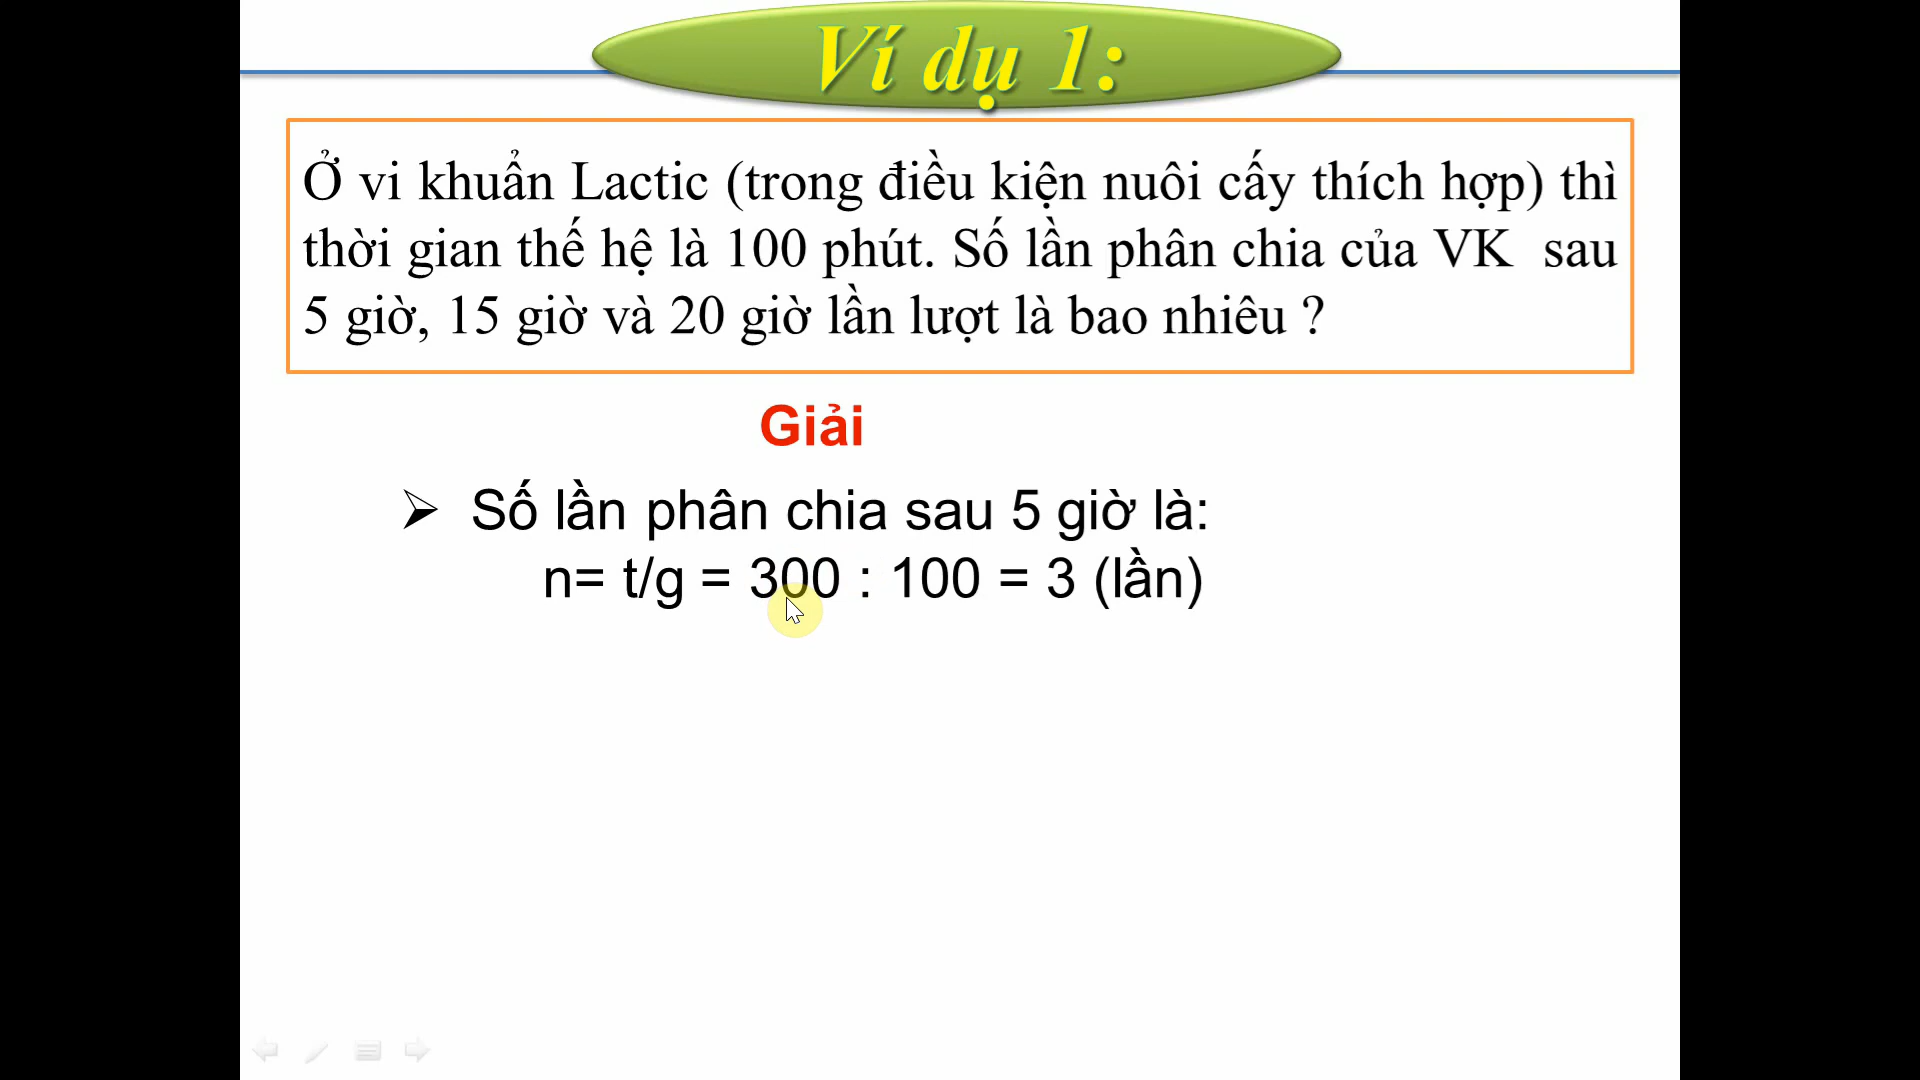 Ví dụ 1:
Ở vi khuẩn Lactic (trong điều kiện nuôi cấy thích hợp) thì
thời gian thế hệ là 100 phút. Số lần phân chia của VK sau
5 giờ, 15 giờ và 20 giờ lần lượt là bao nhiêu ?
Giải
Số lần phân chia sau 5 giờ là:
n= t/g = 300 : 100 = 3 (lần)